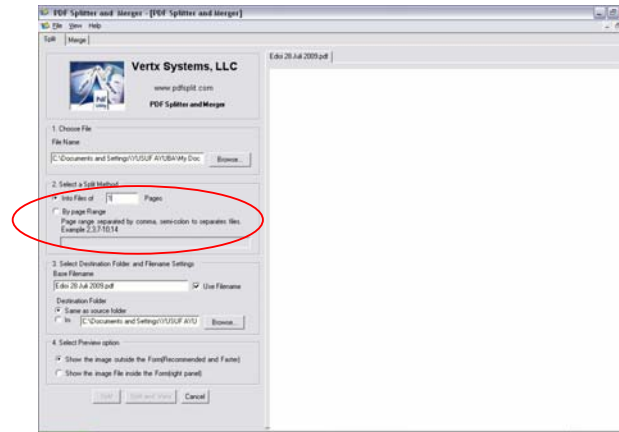 PDF Splitter and Merger - [PDF Splitter and Merger]
File View Help
Split Merge
Vertx Systems, LLC
www.pdfsplit.com
PDF Splitter and Merger
Edisi 28 Juli 2009.pdf
1. Choose File
File Name
C:\Documents and Settings\YUSUF AYUBA\My Doc Browse...
2. Select a Split Method
Into Files of 1 Pages
By page Range
Page range separated by comma, semi-colon to separates files.
Example 2,3,7-10,14
3. Select Destination Folder and Filename Settings
Base Filename
Edisi 28 Juli 2009.pdf Use Filename
Destination Folder
Same as source folder
In C:\Documents and Settings\YUSUF AYU Browse...
4. Select Preview option
Show the image outside the Form(Recommended and Faster)
Show the image File inside the Form(right panel)
Split Split and View Cancel